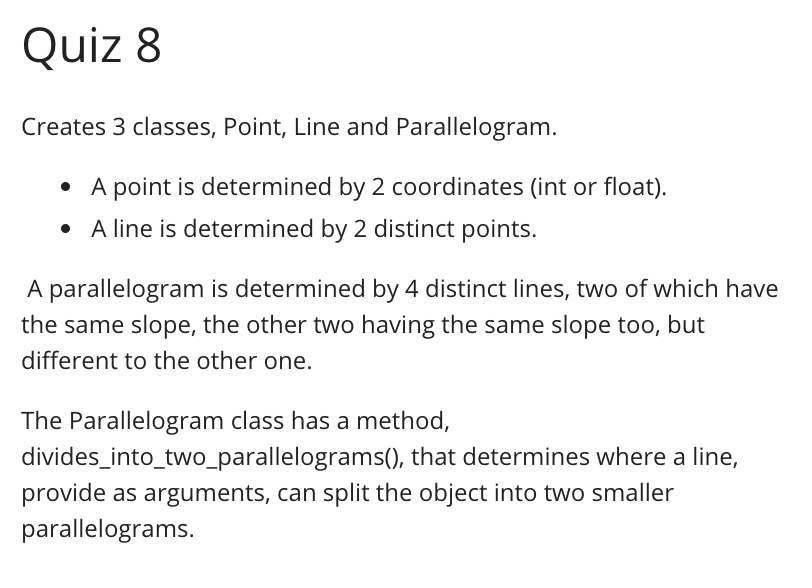 Quiz 8
Creates 3 classes, Point, Line and Parallelogram.
• A point is determined by 2 coordinates (int or float).
• A line is determined by 2 distinct points.
A parallelogram is determined by 4 distinct lines, two of which have
the same slope, the other two having the same slope too, but
different to the other one.
The Parallelogram class has a method,
divides_into_two_parallelograms(), that determines where a line,
provide as arguments, can split the object into two smaller
parallelograms.